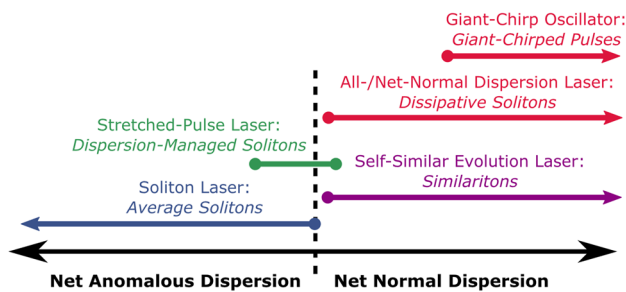 Giant-Chirp Oscillator:
Giant-Chirped Pulses
All-/Net-Normal Dispersion Laser:
Dissipative Solitons
Stretched-Pulse Laser:
Dispersion-Managed Solitons
Self-Similar Evolution Laser:
Similaritons
Soliton Laser:
Average Solitons
Net Anomalous Dispersion
Net Normal Dispersion